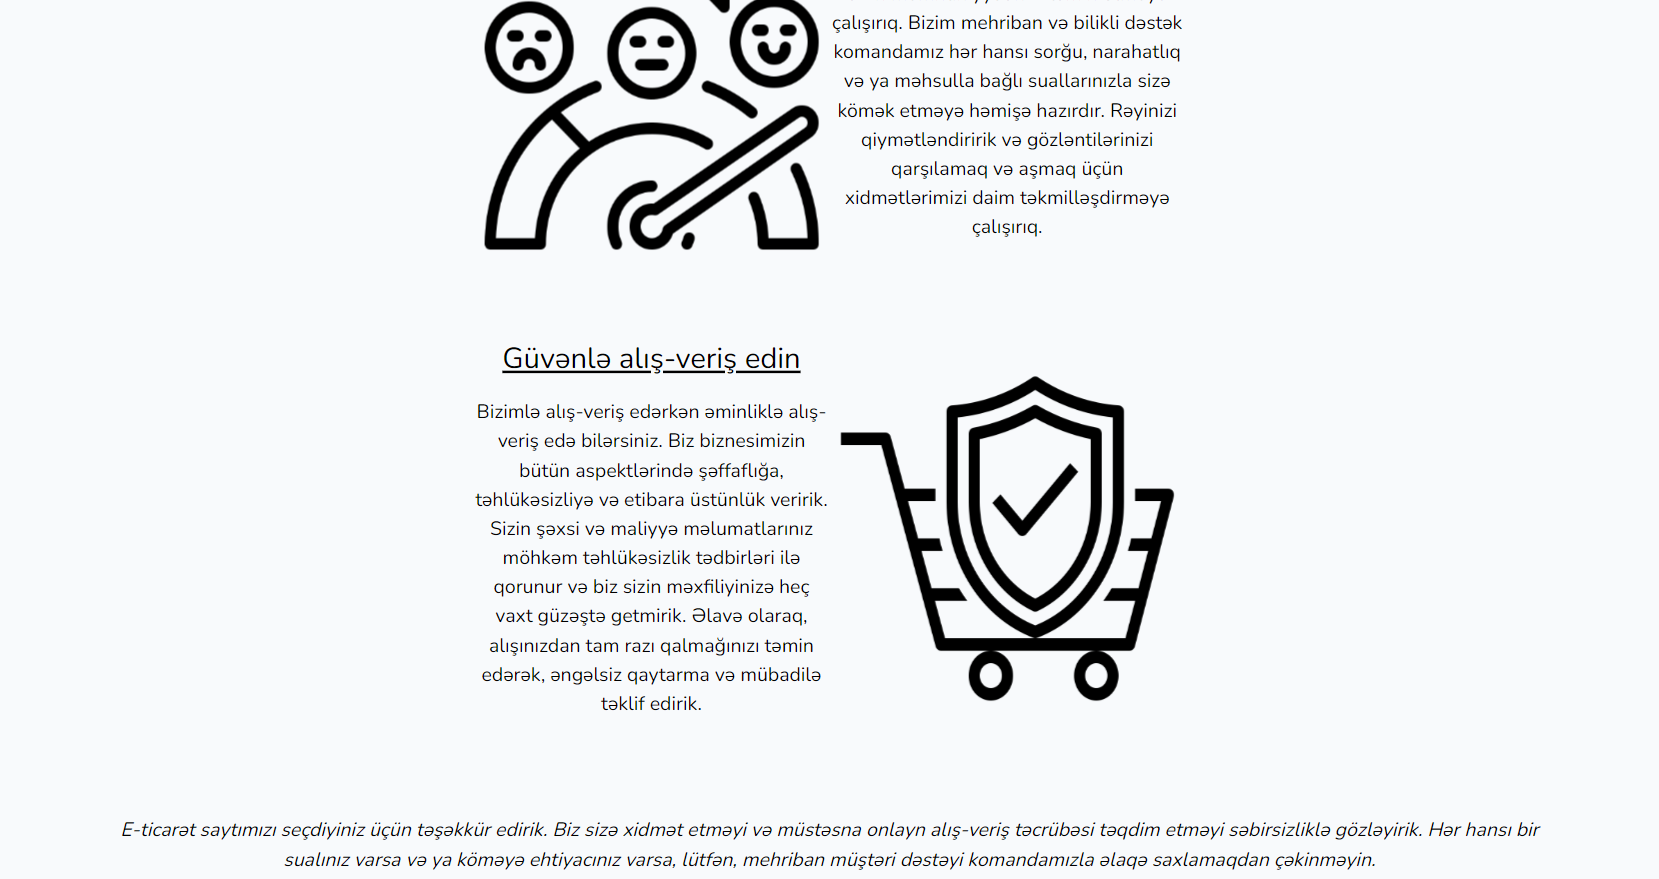 çalışırıq. Bizim mehriban və bilikli dəstək
komandamız hər hansı sorğu, narahatlıq
və ya məhsulla bağlı suallarınızla sizə
kömək etməyə həmişə hazırdır. Rəyinizi
qiymətləndiririk və gözləntilərinizi
qarşılamaq və aşmaq üçün
xidmətlərimizi daim təkmilləşdirməyə
çalışırıq.
Güvənlə alış-veriş edin
Bizimlə alış-veriş edərkən əminliklə alış-
veriş edə bilərsiniz. Biz biznesimizin
bütün aspektlərində şəffaflığa,
təhlükəsizliyə və etibara üstünlük veririk.
Sizin şəxsi və maliyyə məlumatlarınız
möhkəm təhlükəsizlik tədbirləri ilə
qorunur və biz sizin məxfiliyinizə heç
vaxt güzəştə getmirik. Əlavə olaraq,
alışınızdan tam razı qalmağınızı təmin
edərək, əngəlsiz qaytarma və mübadilə
təklif edirik.
E-ticarət saytımızı seçdiyiniz üçün təşəkkür edirik. Biz sizə xidmət etməyi və müstəsna onlayn alış-veriş təcrübəsi təqdim etməyi səbirsizliklə gözləyirik. Hər hansı bir
sualınız varsa və ya köməyə ehtiyacınız varsa, lütfən, mehriban müştəri dəstəyi komandamızla əlaqə saxlamaqdan çəkinməyin.